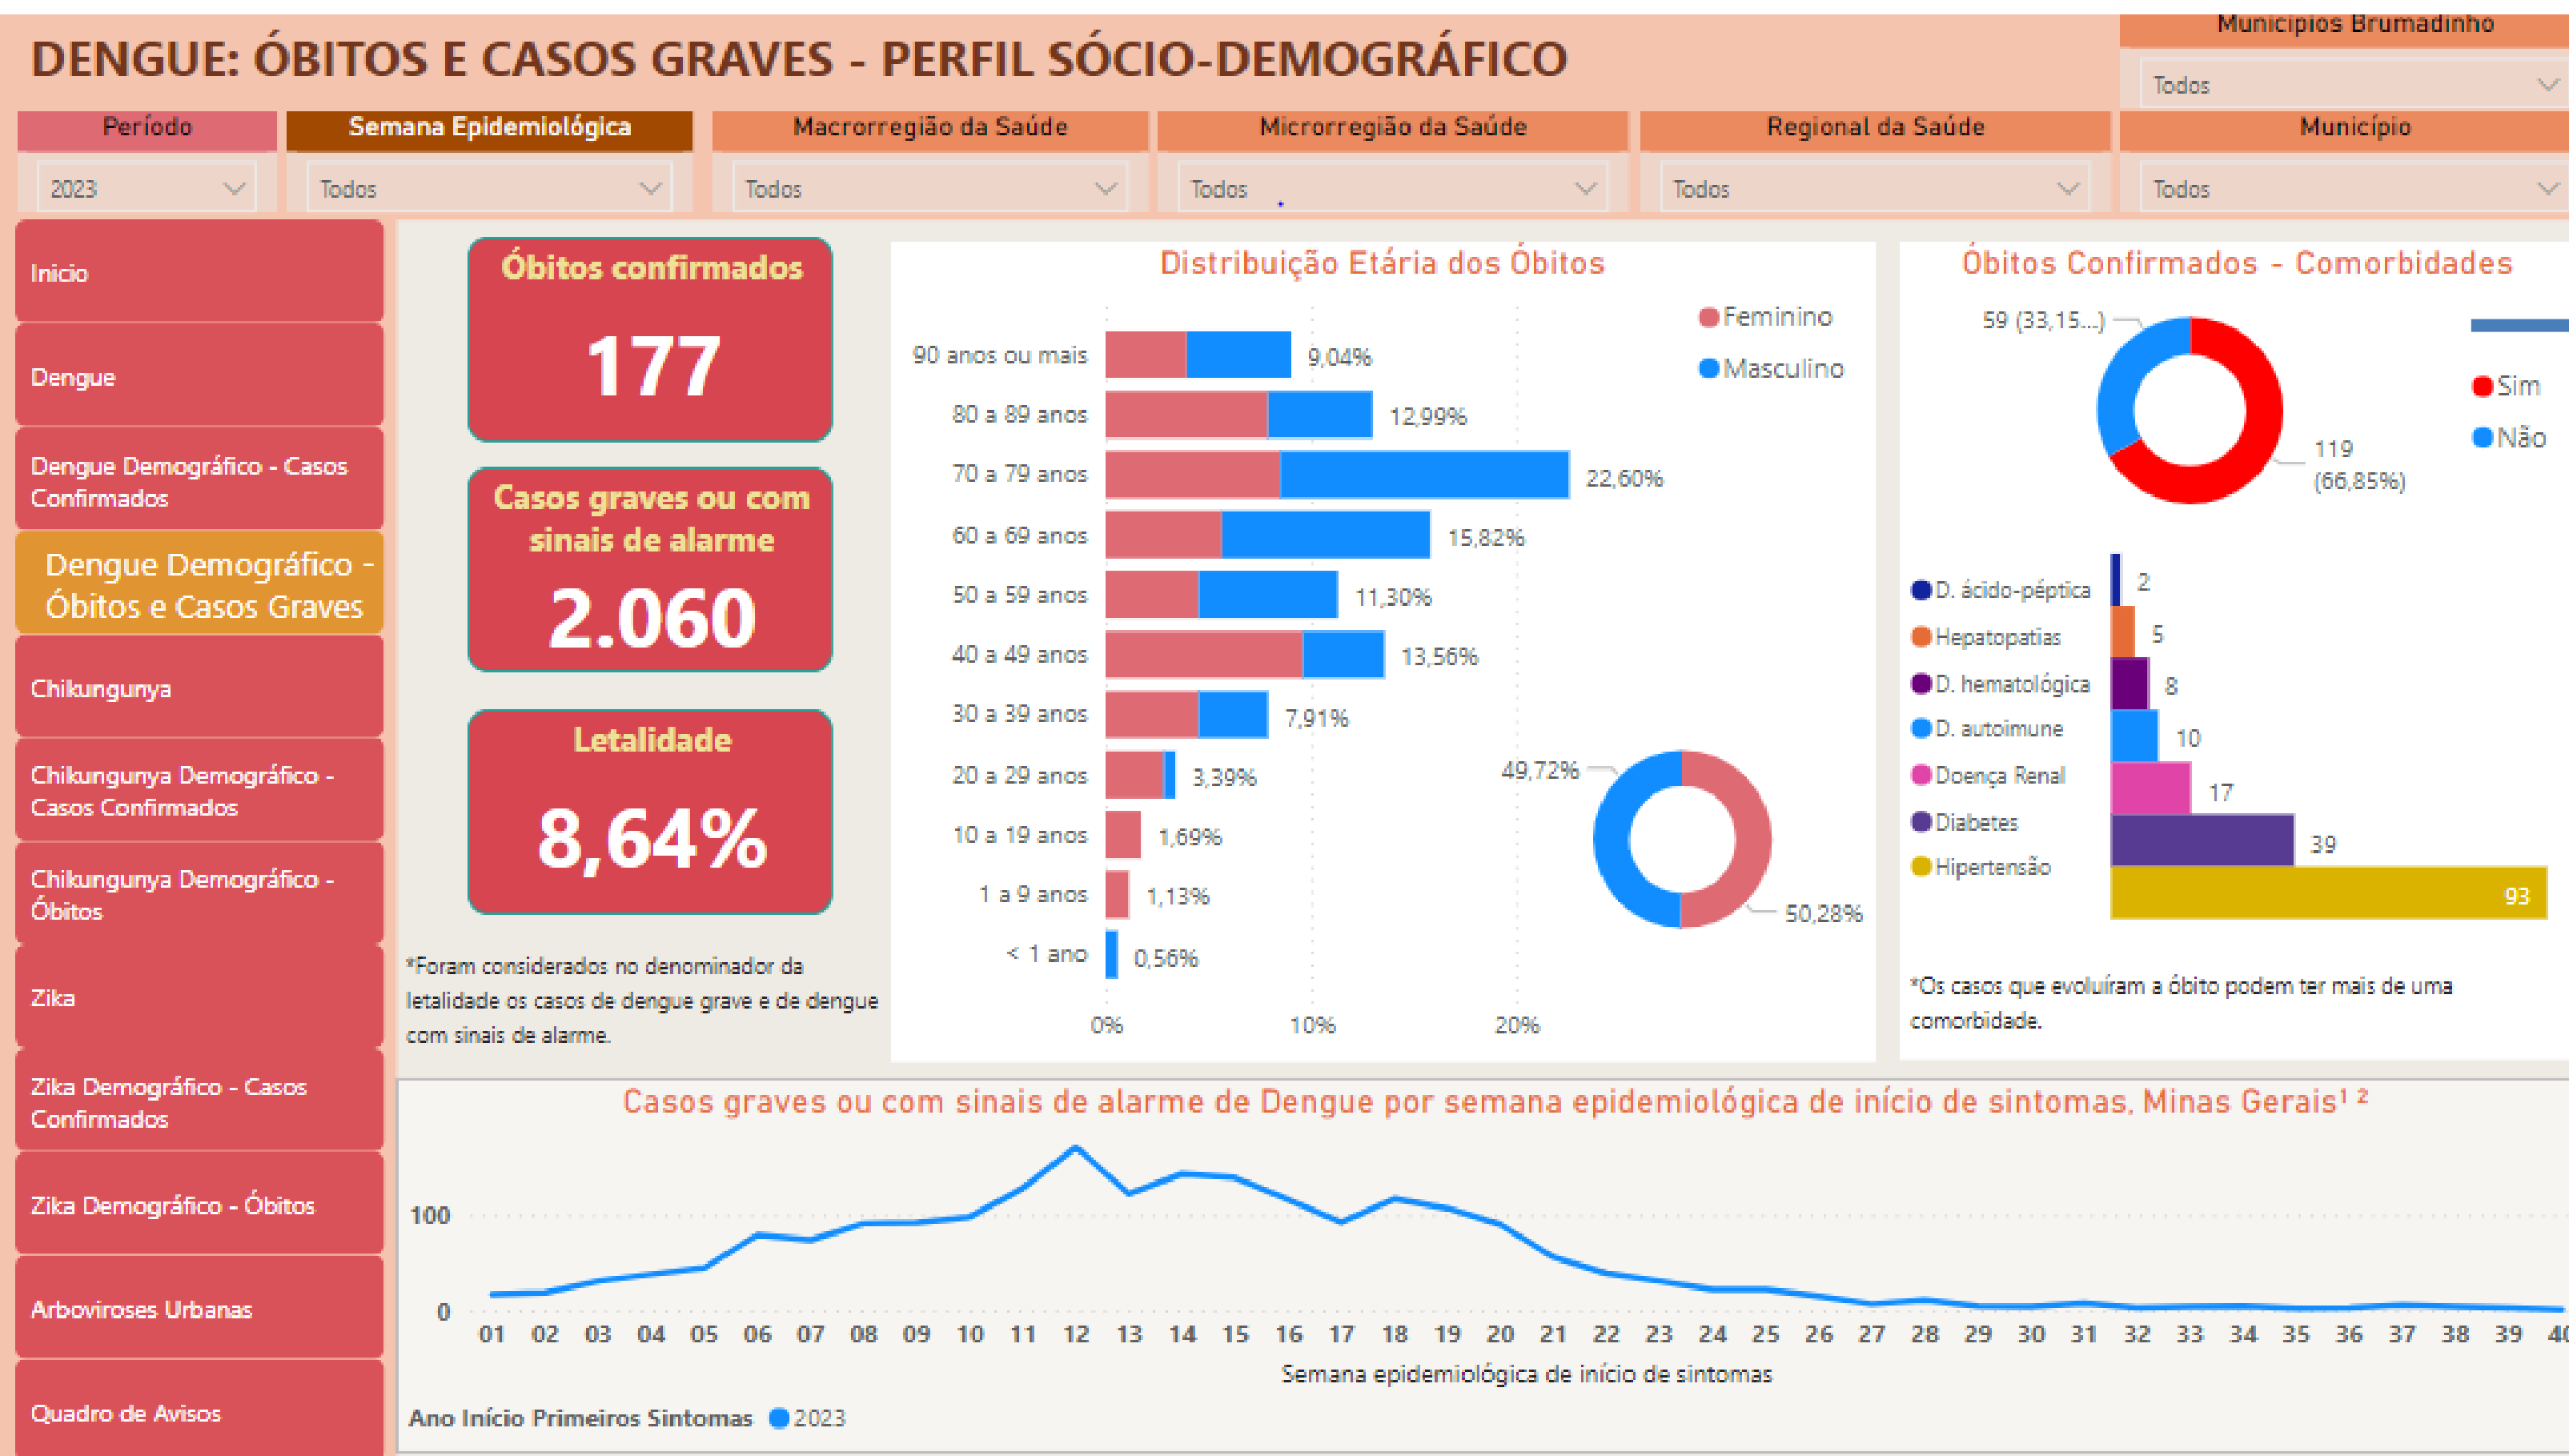 DENGUE: ÓBITOS E CASOS GRAVES - PERFIL SÓCIO-DEMOGRÁFICO
Municípios Brumadinho
Todos
Período
Semana Epidemiológica
Macrorregião da Saúde
Microrregião da Saúde
Regional da Saúde
Município
2023
Todos
Todos
Todos
Todos
Todos
Inicio
Dengue
Dengue Demográfico - Casos
Confirmados
Dengue Demográfico -
Óbitos e Casos Graves
Chikungunya
Chikungunya Demográfico -
Casos Confirmados
Chikungunya Demográfico -
Óbitos
Zika
Zika Demográfico - Casos
Confirmados
Zika Demográfico - Óbitos
Arboviroses Urbanas
Quadro de Avisos
Óbitos confirmados
177
Casos graves ou com
sinais de alarme
2.060
Letalidade
8,64%
*Foram considerados no denominador da
letalidade os casos de dengue grave e de dengue
com sinais de alarme.
Distribuição Etária dos Óbitos
Feminino
Masculino
90 anos ou mais 9,04%
80 a 89 anos 12,99%
70 a 79 anos 22,60%
60 a 69 anos 15,82%
50 a 59 anos 11,30%
40 a 49 anos 13,56%
30 a 39 anos 7,91%
20 a 29 anos 3,39%
10 a 19 anos 1,69%
1 a 9 anos 1,13%
< 1 ano 0,56%
0% 10% 20%
49,72%
50,28%
Óbitos Confirmados - Comorbidades
59 (33,15...)
119
(66,85%)
Sim
Não
D. ácido-péptica 2
Hepatopatias 5
D. hematológica 8
D. autoimune 10
Doença Renal 17
Diabetes 39
Hipertensão 93
*Os casos que evoluíram a óbito podem ter mais de uma
comorbidade.
Casos graves ou com sinais de alarme de Dengue por semana epidemiológica de início de sintomas, Minas Gerais¹ ²
100
0
01 02 03 04 05 06 07 08 09 10 11 12 13 14 15 16 17 18 19 20 21 22 23 24 25 26 27 28 29 30 31 32 33 34 35 36 37 38 39 40
Semana epidemiológica de início de sintomas
Ano Início Primeiros Sintomas 2023